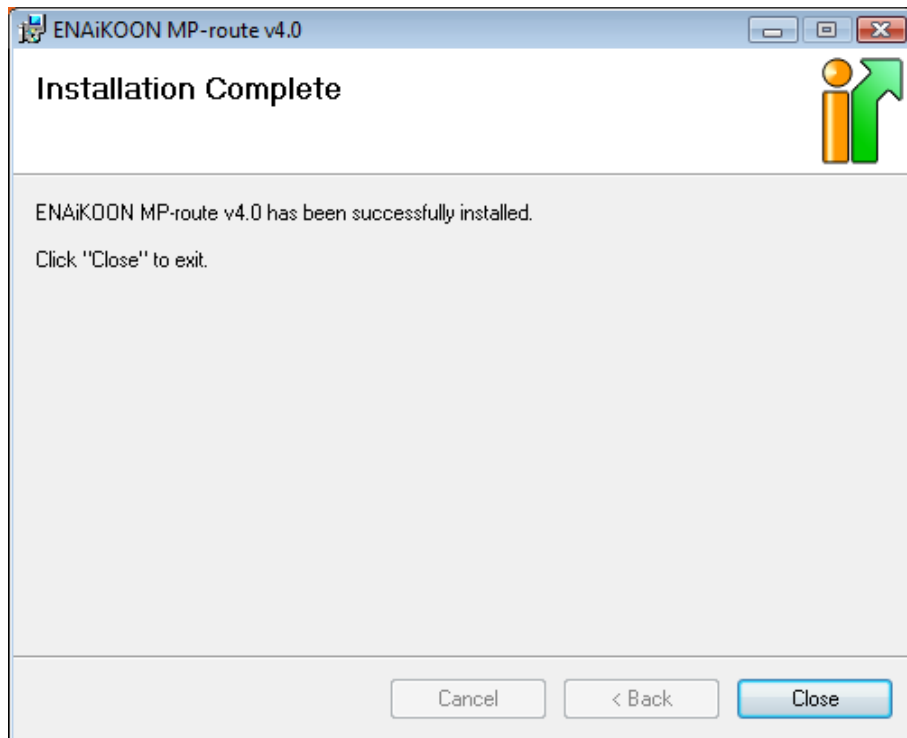 ENAiKOON MP-route v4.0
Installation Complete
ENAiKOON MP-route v4.0 has been successfully installed.
Click "Close" to exit.
Cancel
< Back
Close